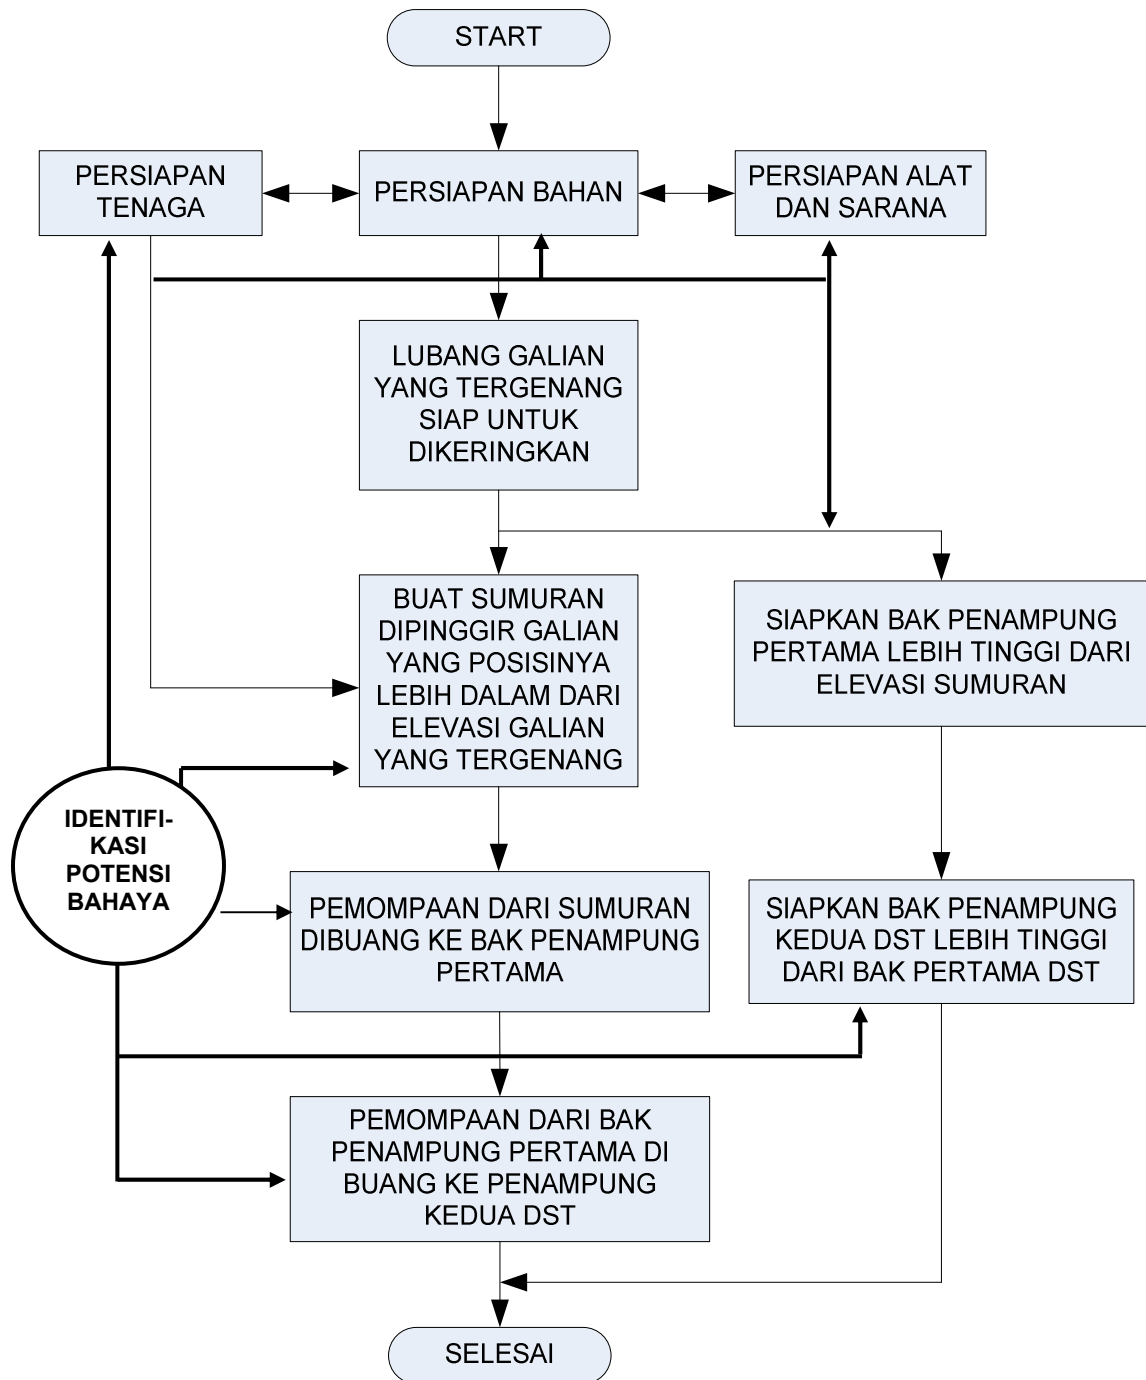 START
PERSIAPAN
TENAGA
PERSIAPAN BAHAN
PERSIAPAN ALAT
DAN SARANA
LUBANG GALIAN
YANG TERGENANG
SIAP UNTUK
DIKERINGKAN
BUAT SUMURAN
DIPINGGIR GALIAN
YANG POSISINYA
LEBIH DALAM DARI
ELEVASI GALIAN
YANG TERGENANG
SIAPKAN BAK PENAMPUNG
PERTAMA LEBIH TINGGI DARI
ELEVASI SUMURAN
IDENTIFI-
KASI
POTENSI
BAHAYA
PEMOMPAAN DARI SUMURAN
DIBUANG KE BAK PENAMPUNG
PERTAMA
SIAPKAN BAK PENAMPUNG
KEDUA DST LEBIH TINGGI
DARI BAK PERTAMA DST
PEMOMPAAN DARI BAK
PENAMPUNG PERTAMA DI
BUANG KE PENAMPUNG
KEDUA DST
SELESAI